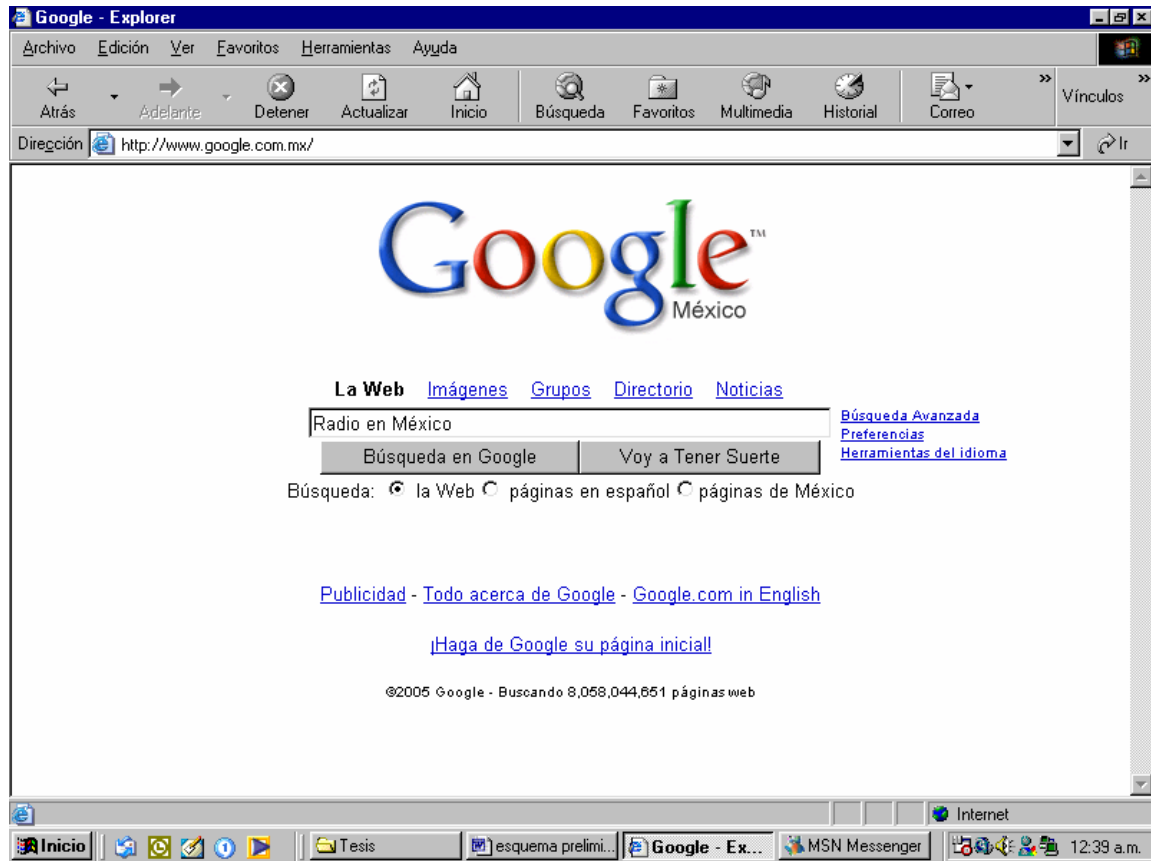 Google - Explorer
Archivo Edición Ver Favoritos Herramientas Ayuda
Atrás Adelante Detener Actualizar Inicio Búsqueda Favoritos Multimedia Historial Correo » Vínculos »
Dirección http://www.google.com.mx/ Ir
Google™
México
La Web Imágenes Grupos Directorio Noticias
Radio en México
Búsqueda Avanzada
Preferencias
Herramientas del idioma
Búsqueda en Google Voy a Tener Suerte
Búsqueda: la Web páginas en español páginas de México
Publicidad - Todo acerca de Google - Google.com in English
¡Haga de Google su página inicial!
©2005 Google - Buscando 8,058,044,651 páginas web
Internet
Inicio Tesis esquema prelimi... Google - Ex... MSN Messenger 12:39 a.m.